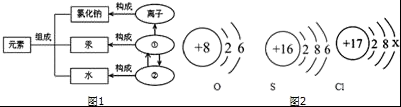 元素
组成
氯化钠
构成
离子
汞
构成
①
水
构成
②
图1
+8 2 6
O
+16 2 8 6
S
+17 2 8 X
Cl
图2